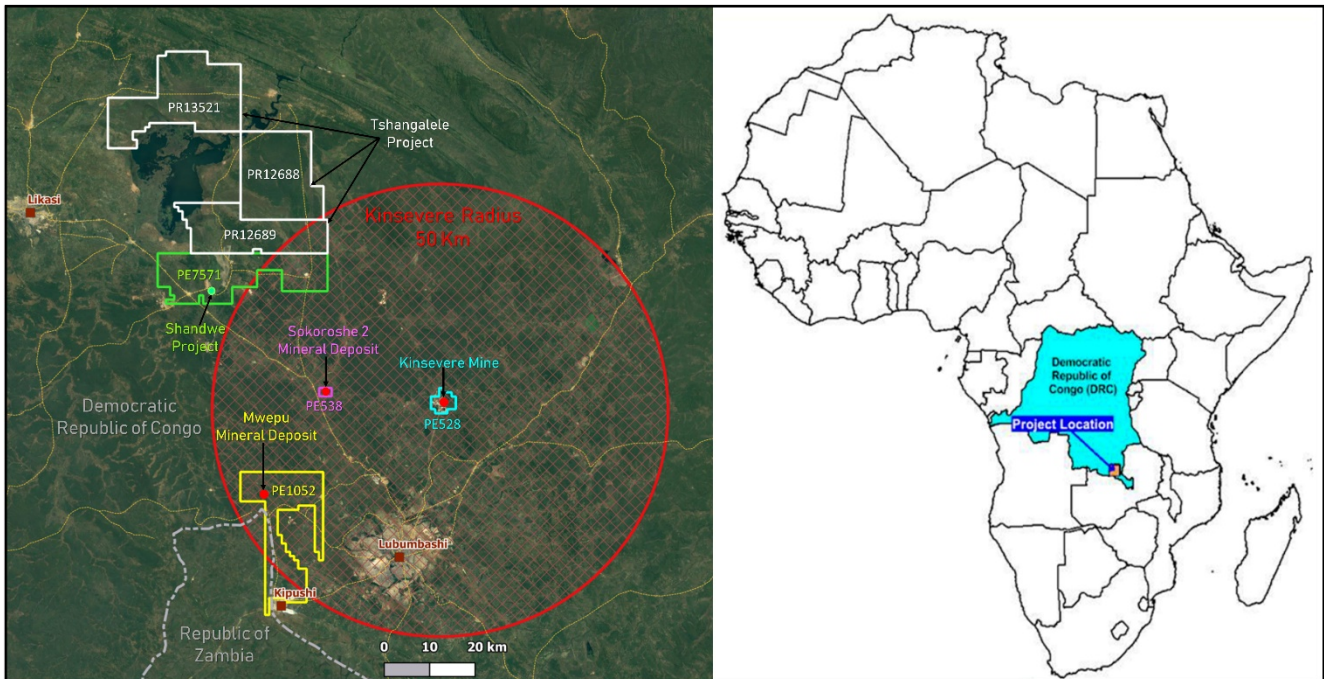 PR13521
Tshangalele
Project
PR12688
Likasi
Kinsevere Radius
50 Km
PR12689
PE7571
Shandwe
Project
Sokoroshe 2
Mineral Deposit
Kinsevere Mine
PE538
PE528
Democratic
Republic of Congo
Mwepu
Mineral Deposit
PE1052
Lubumbashi
Kipushi
Republic of
Zambia
0 10 20 km
Democratic
Republic of
Congo (DRC)
Project Location